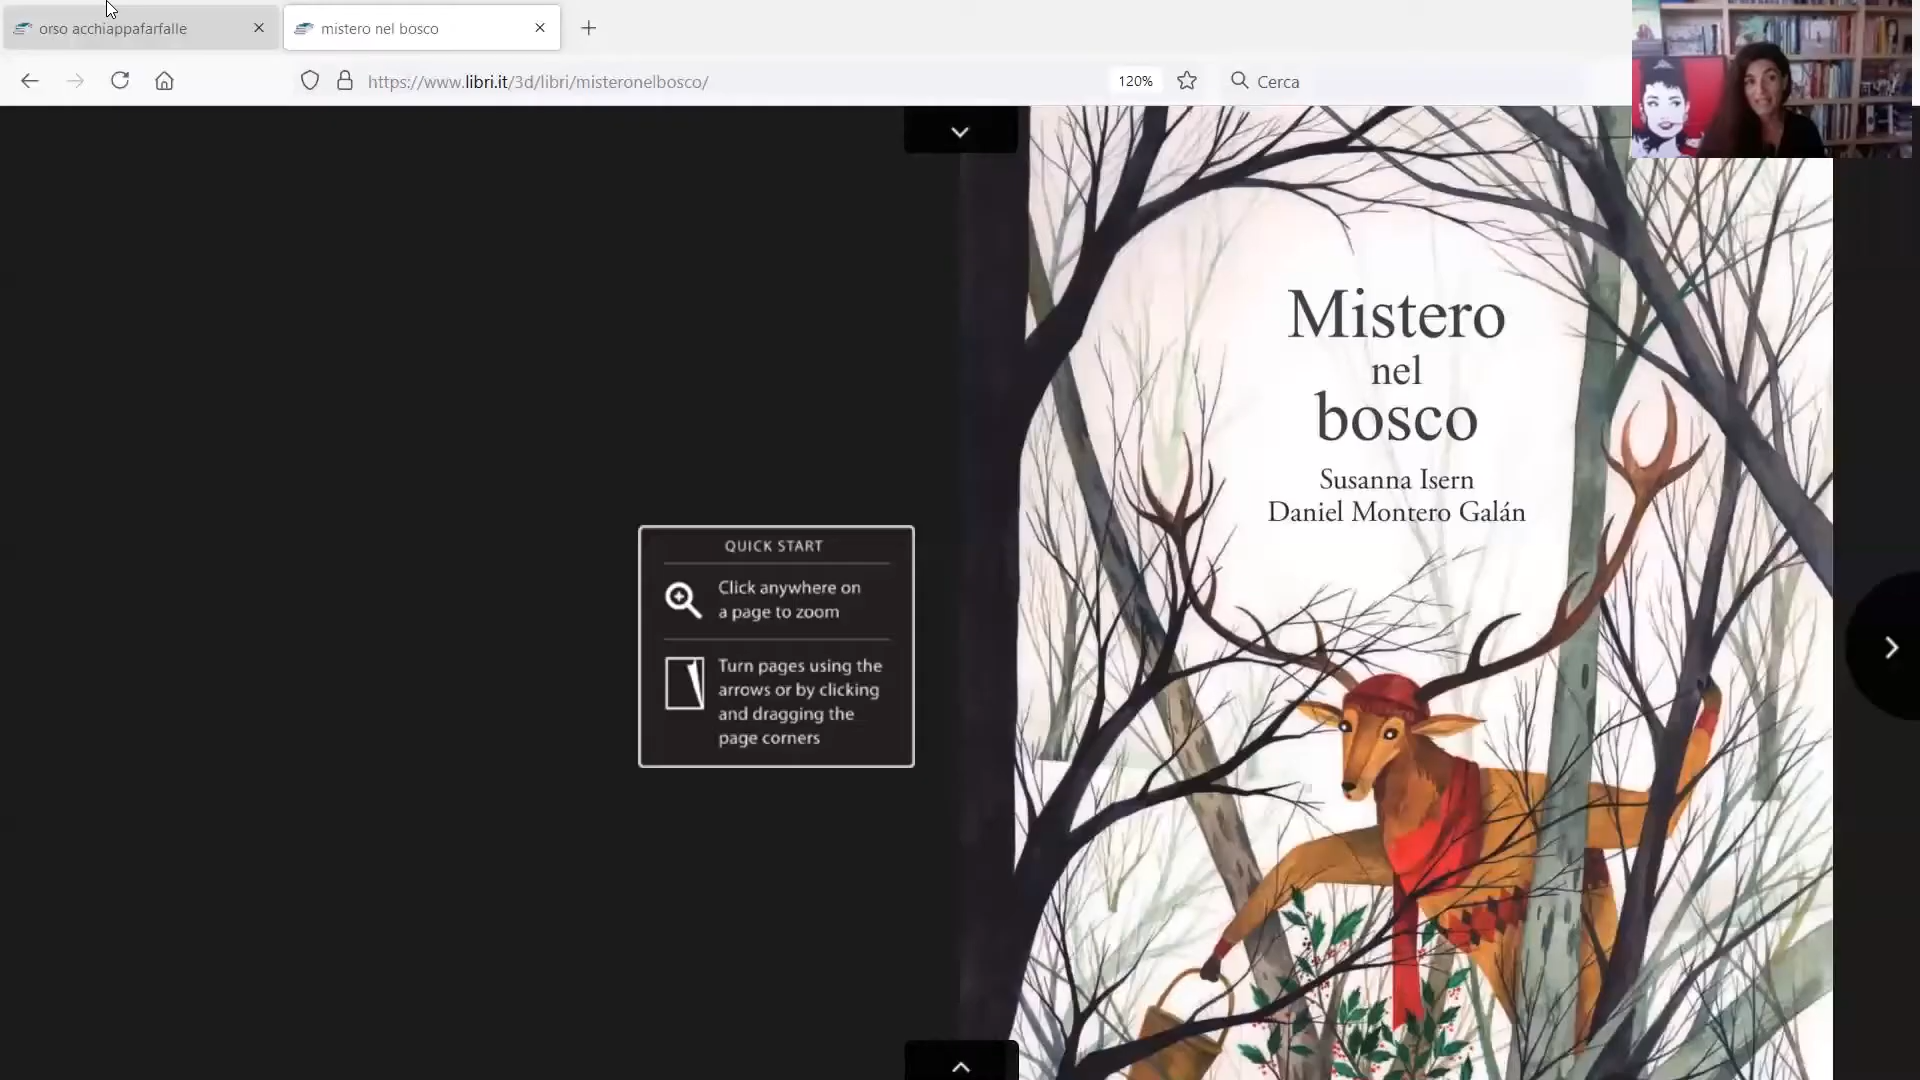 orso acchiappafarfalle
mistero nel bosco
https://www.libri.it/3d/libri/misteronelbosco/
120%
Cerca
Mistero
nel
bosco
Susanna Isern
Daniel Montero Galán
QUICK START
Click anywhere on
a page to zoom
Turn pages using the
arrows or by clicking
and dragging the
page corners